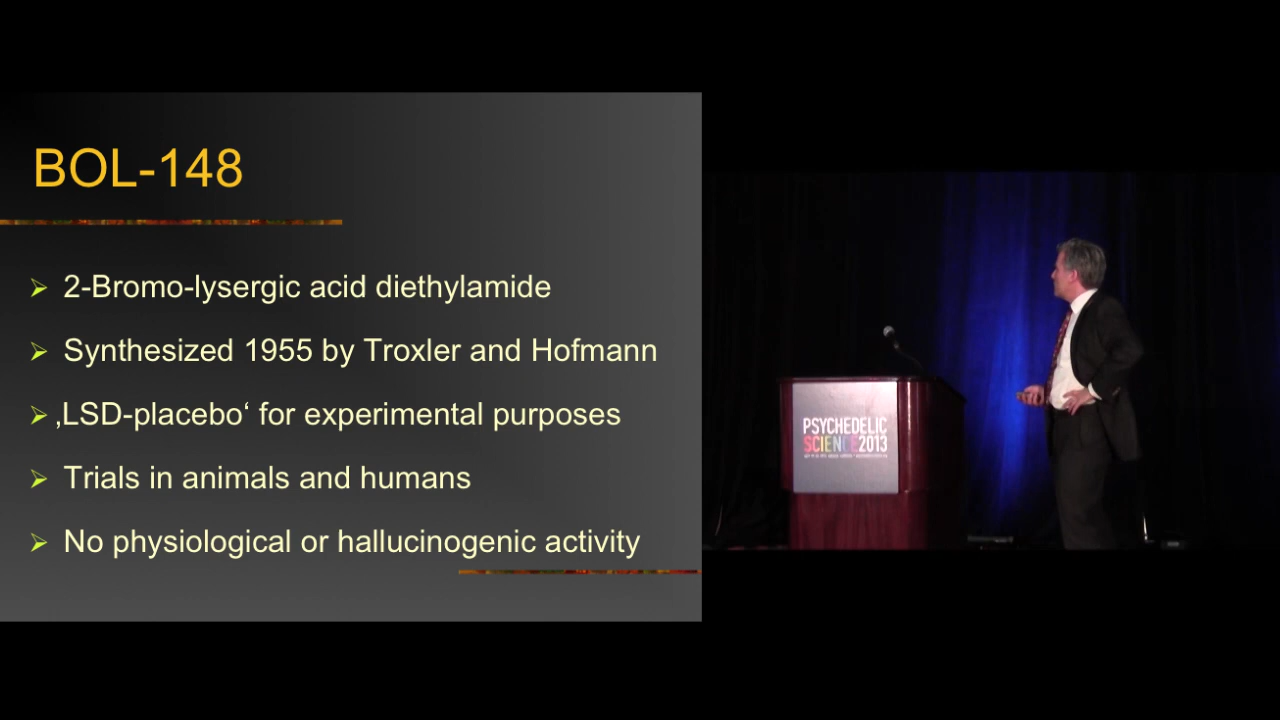 BOL-148
2-Bromo-lysergic acid diethylamide
Synthesized 1955 by Troxler and Hofmann
‚LSD-placebo‘ for experimental purposes
Trials in animals and humans
No physiological or hallucinogenic activity
PSYCHEDELIC
SCIENCE2013